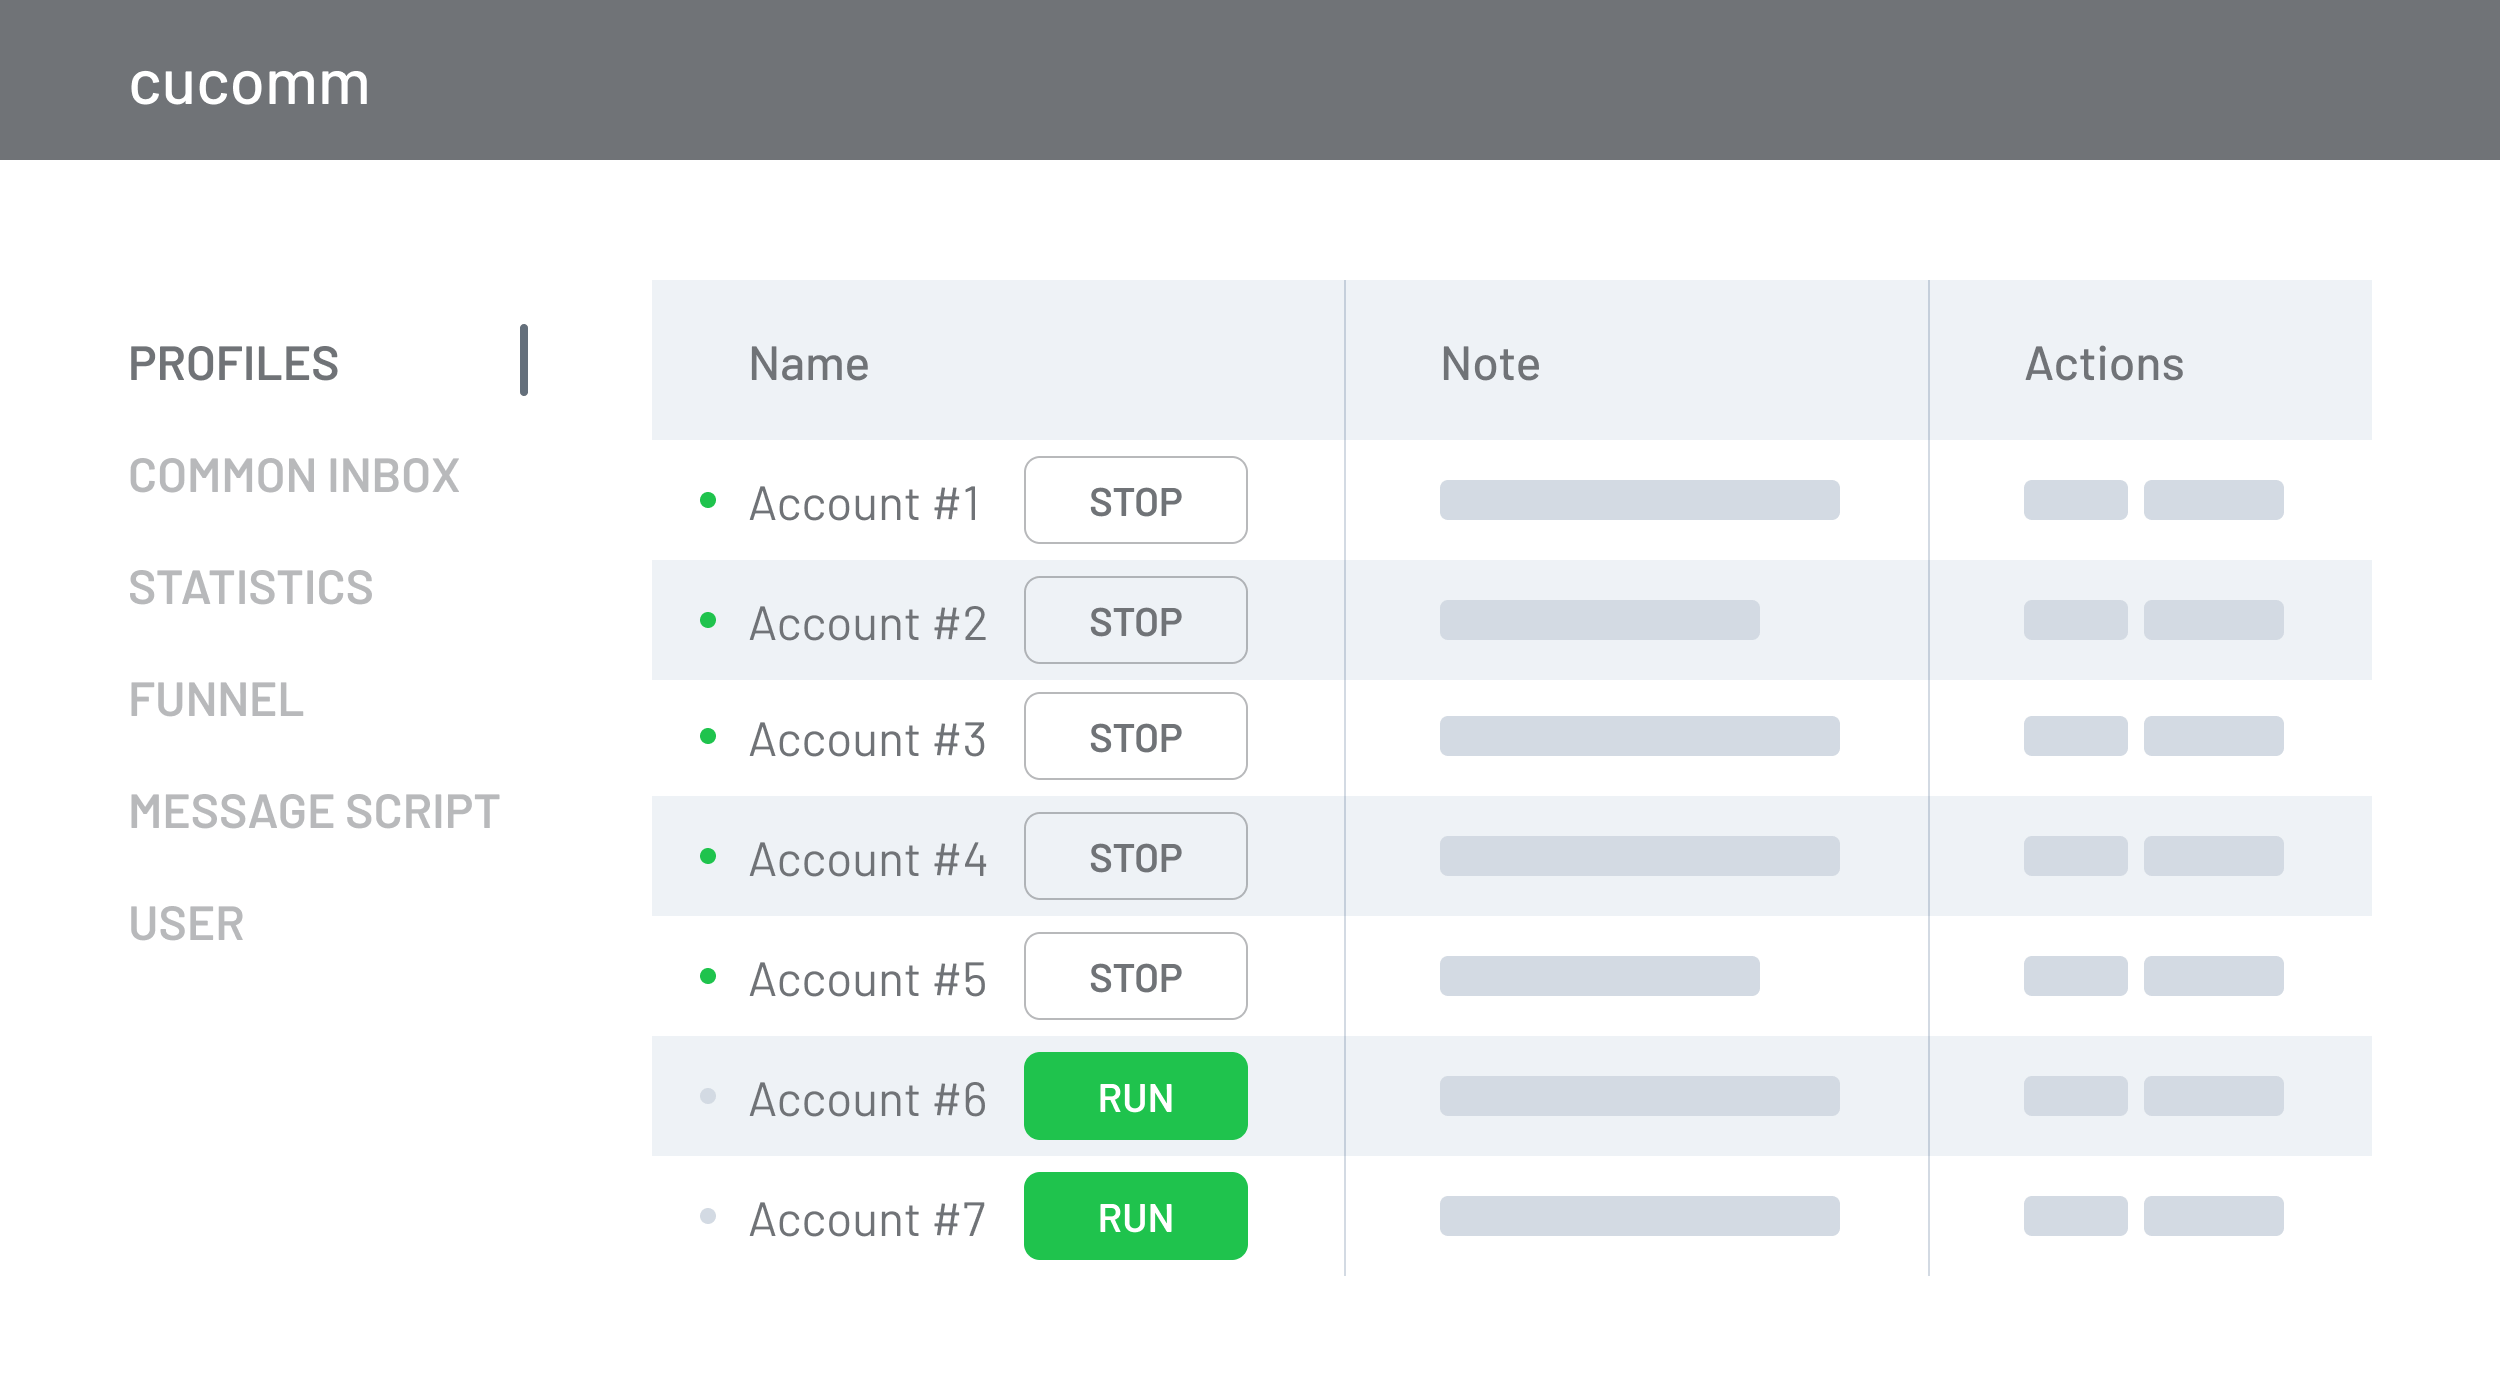 cucomm
PROFILES
COMMON INBOX
STATISTICS
FUNNEL
MESSAGE SCRIPT
USER
Name Note Actions
Account #1 STOP
Account #2 STOP
Account #3 STOP
Account #4 STOP
Account #5 STOP
Account #6 RUN
Account #7 RUN